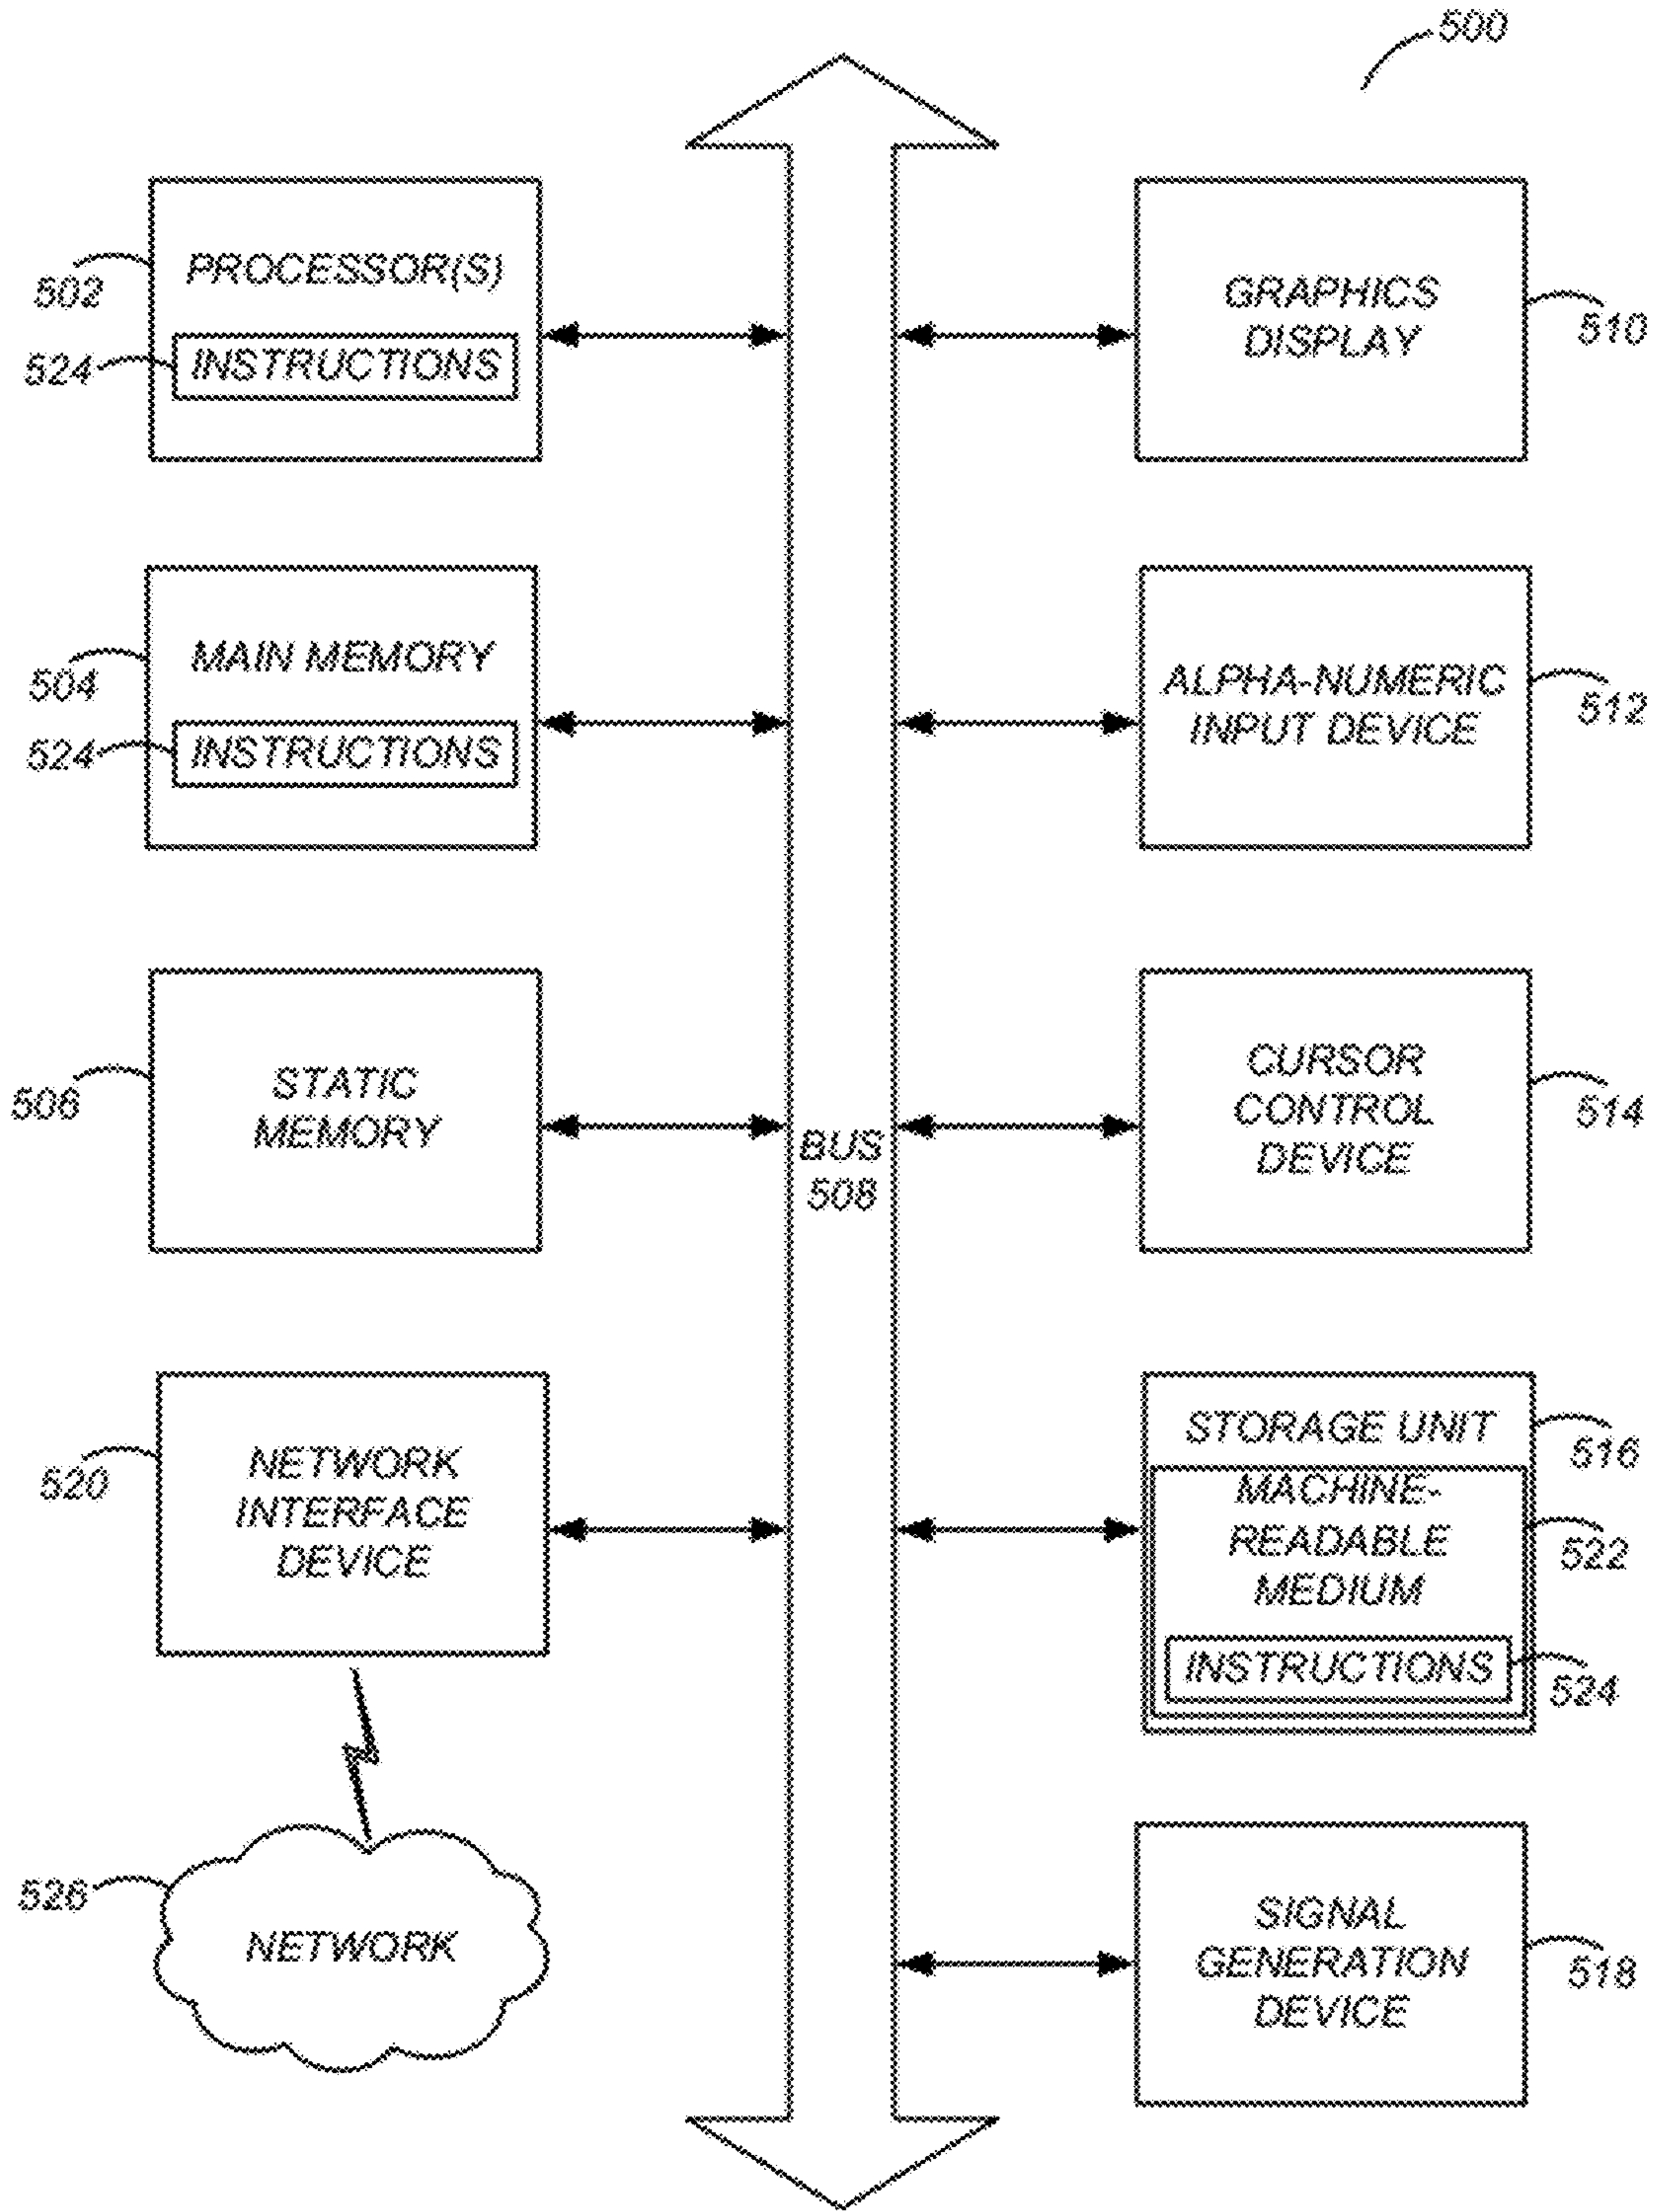 500
PROCESSOR(S)
502
524
INSTRUCTIONS
GRAPHICS
DISPLAY
510
MAIN MEMORY
504
524
INSTRUCTIONS
ALPHA-NUMERIC
INPUT DEVICE
512
STATIC
MEMORY
506
BUS
508
CURSOR
CONTROL
DEVICE
514
NETWORK
INTERFACE
DEVICE
520
STORAGE UNIT
516
MACHINE-
READABLE
MEDIUM
522
INSTRUCTIONS
524
526
NETWORK
SIGNAL
GENERATION
DEVICE
518